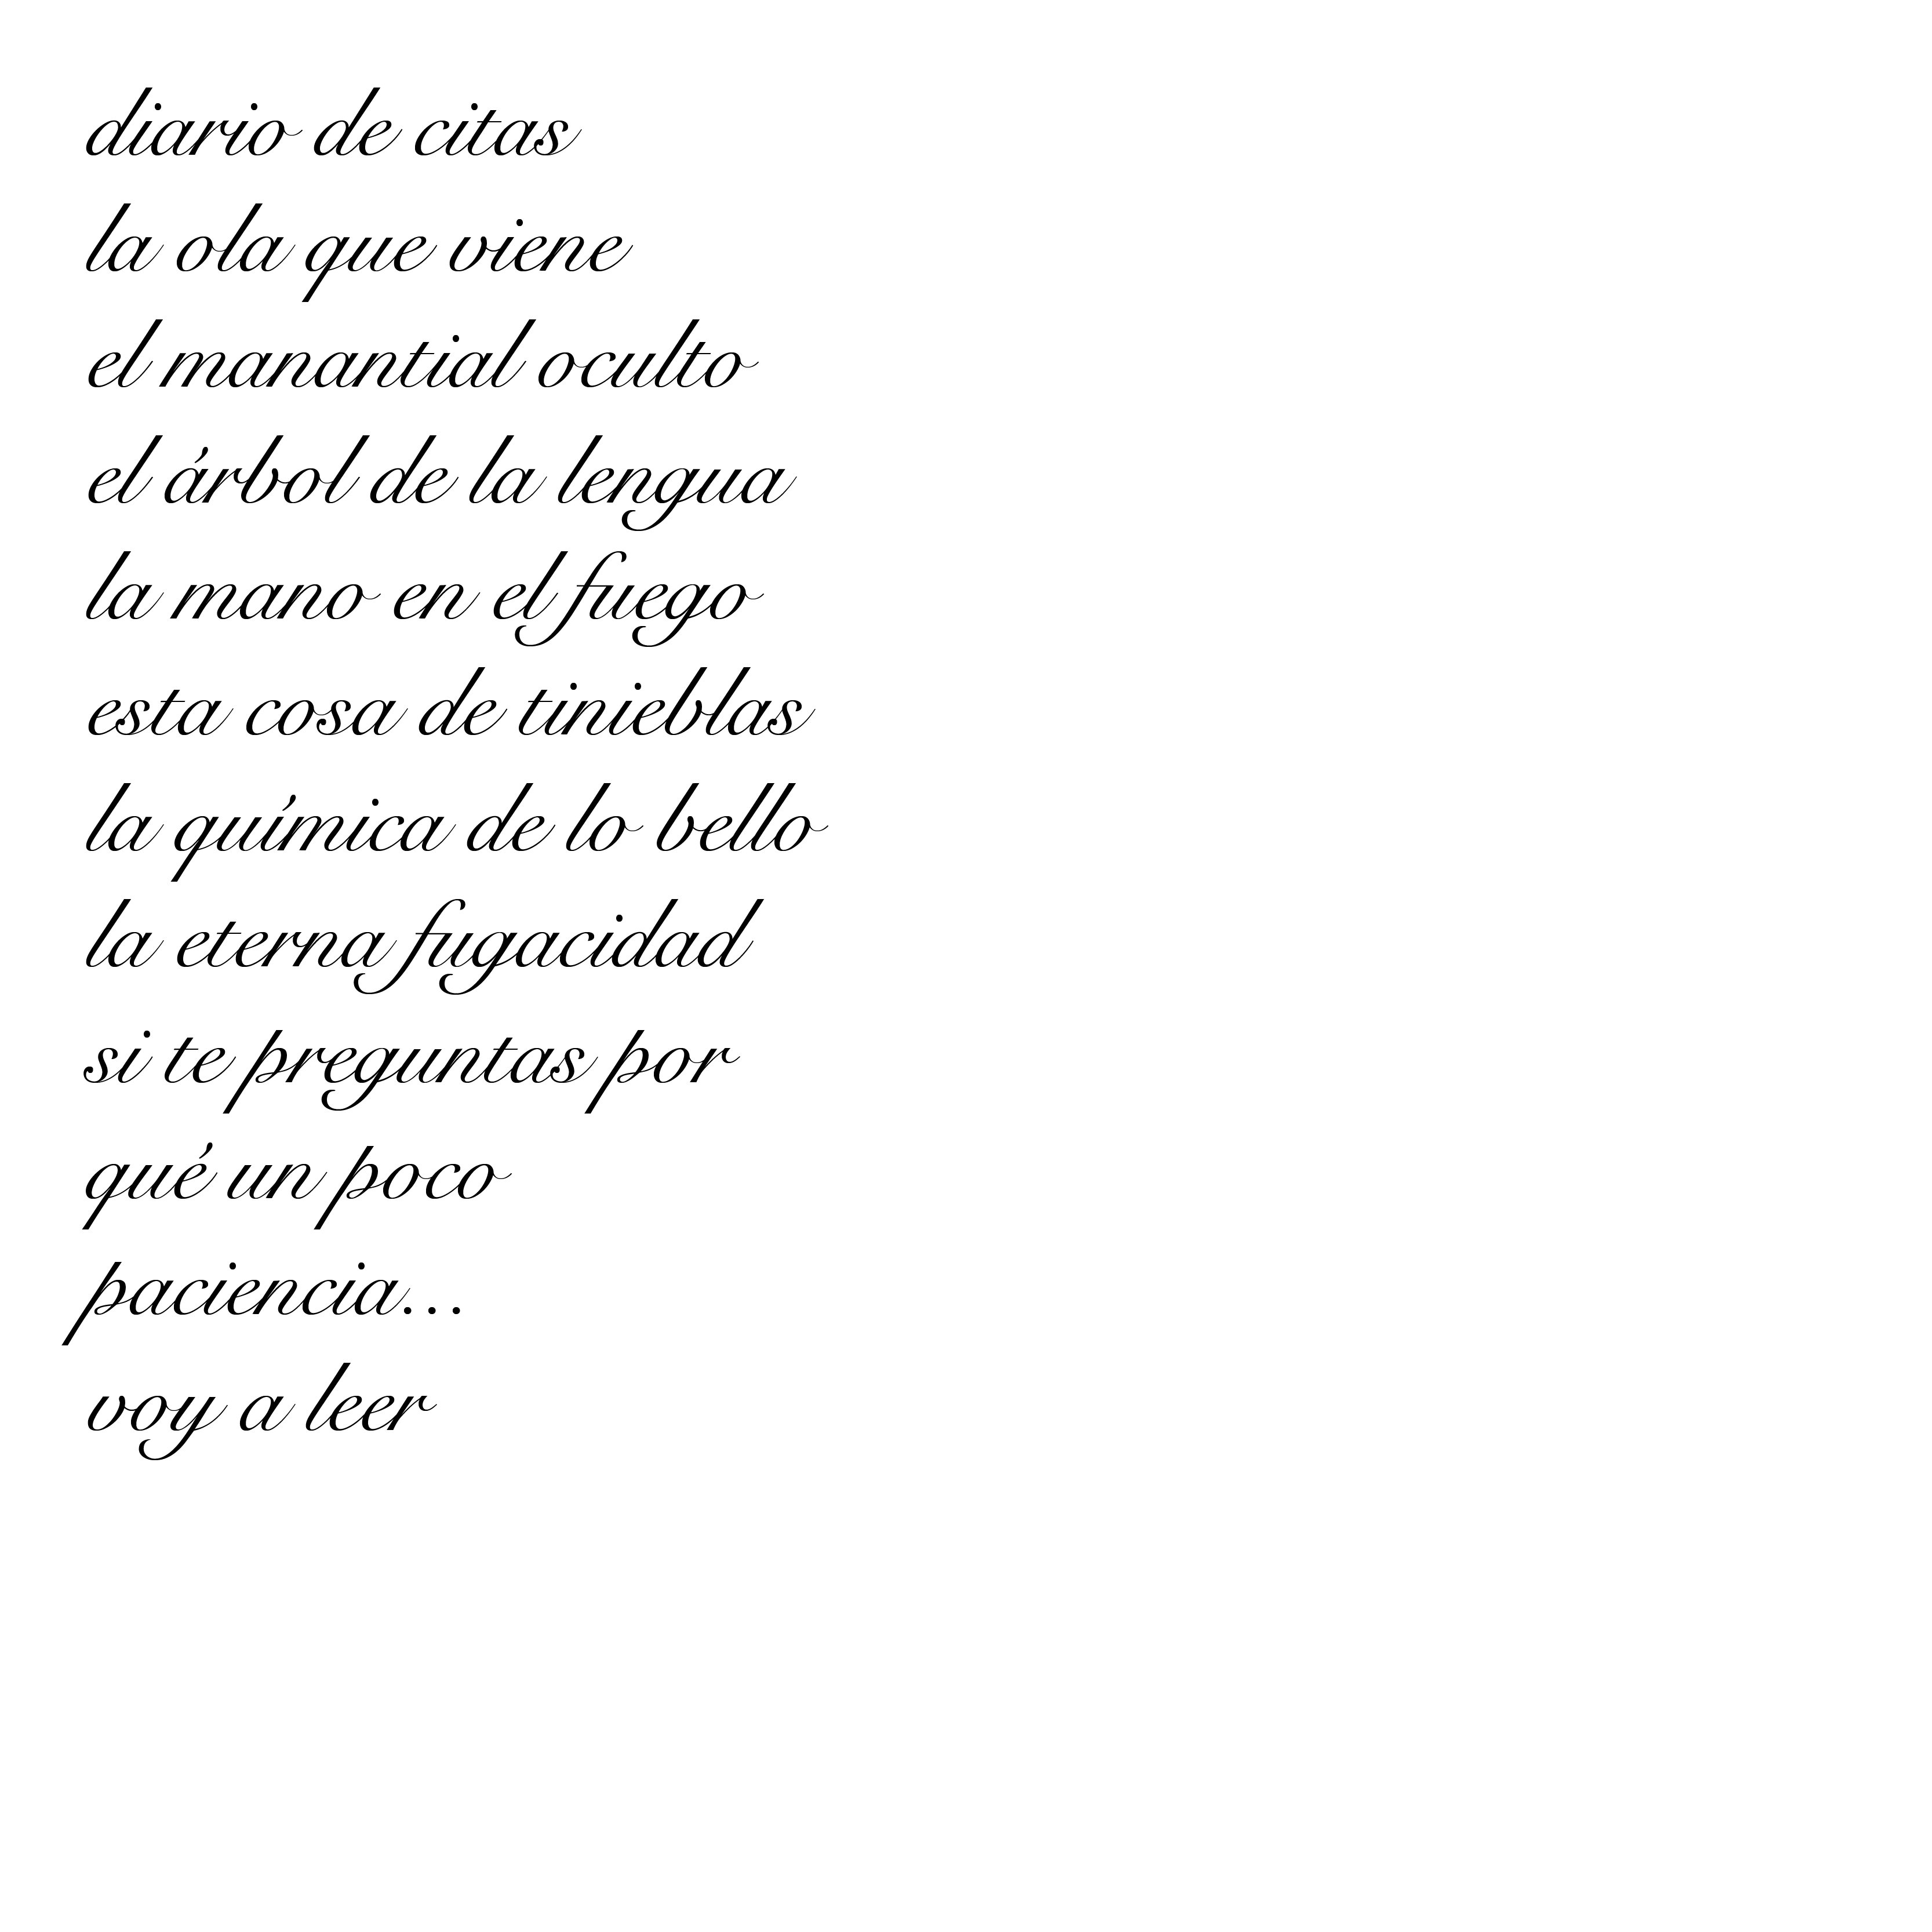 diario de citas
la ola que viene
el manantial oculto
el árbol de la lengua
la mano en el fuego
esta cosa de tinieblas
la química de lo bello
la eterna fugacidad
si te preguntas por
qué un poco
paciencia...
voy a leer